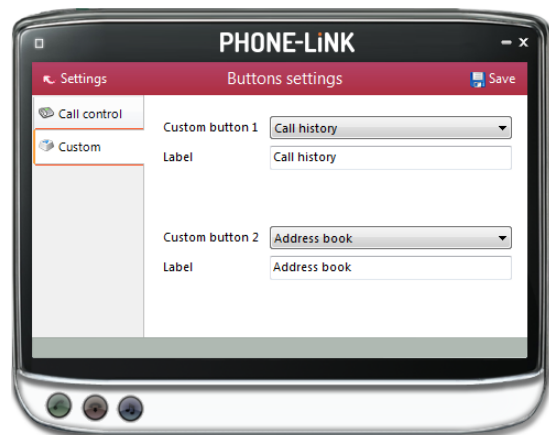 PHONE-LiNK
Settings
Buttons settings
Save
Call control
Custom
Custom button 1
Call history
Label
Call history
Custom button 2
Address book
Label
Address book